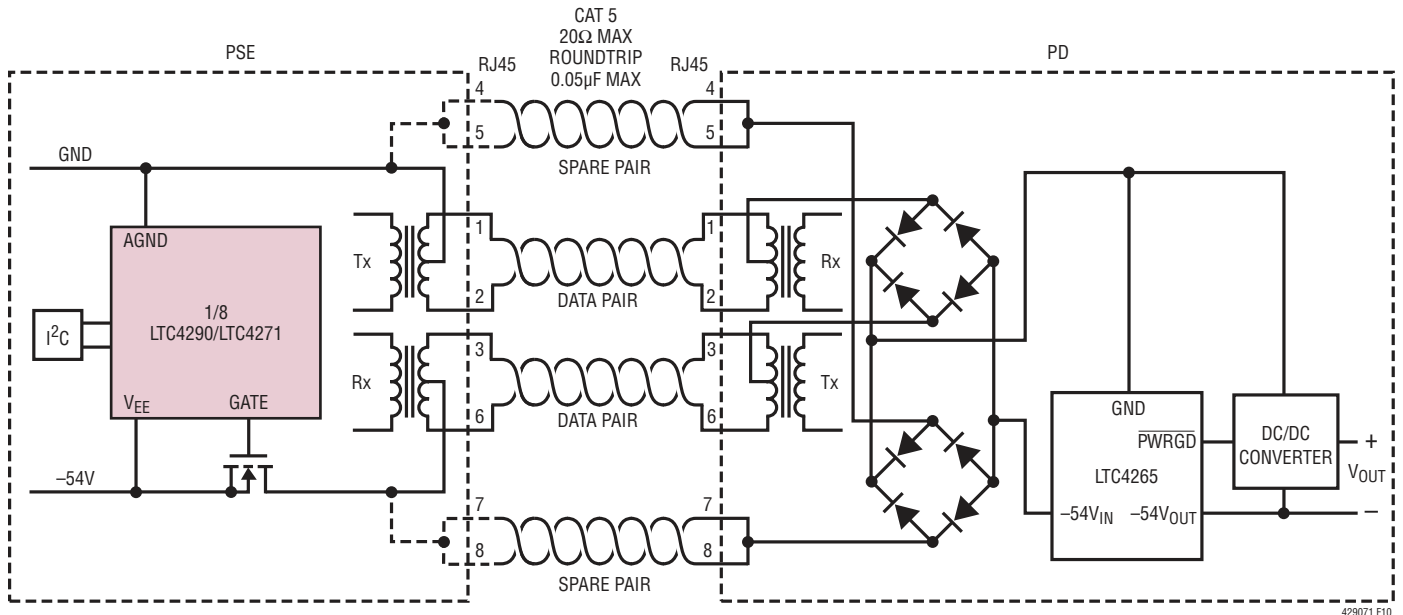 CAT 5
20Ω MAX
ROUNDTRIP
0.05µF MAX
PSE
PD
RJ45
RJ45
4
5
4
5
SPARE PAIR
GND
AGND
1/8
LTC4290/LTC4271
I²C
VEE
GATE
–54V
Tx
1
2
DATA PAIR
1
2
Rx
Rx
3
6
DATA PAIR
3
6
Tx
7
8
SPARE PAIR
7
8
GND
PWRGD
LTC4265
–54VIN
–54VOUT
DC/DC
CONVERTER
+
VOUT
–
429071 F10